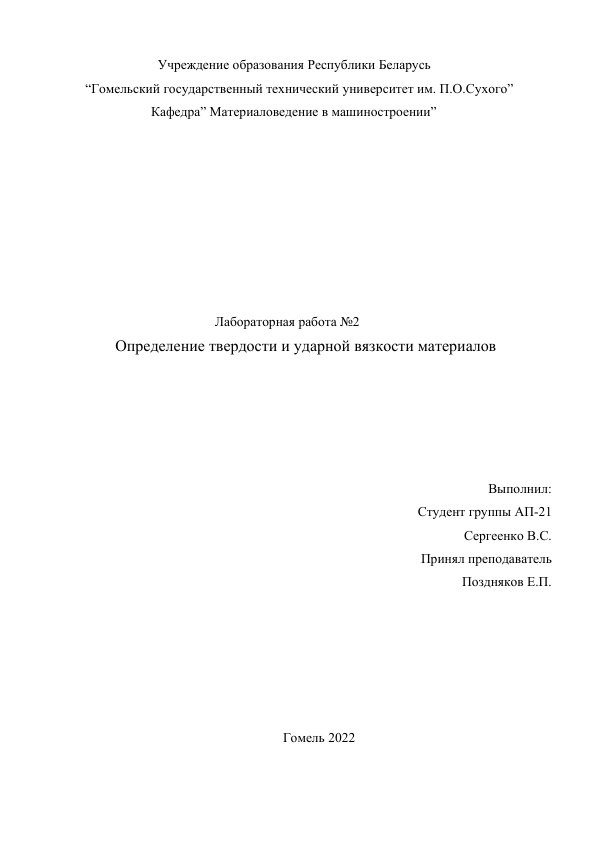 Учреждение образования Республики Беларусь
“Гомельский государственный технический университет им. П.О.Сухого”
Кафедра” Материаловедение в машиностроении”
Лабораторная работа №2
Определение твердости и ударной вязкости материалов
Выполнил:
Студент группы АП-21
Сергеенко В.С.
Принял преподаватель
Поздняков Е.П.
Гомель 2022